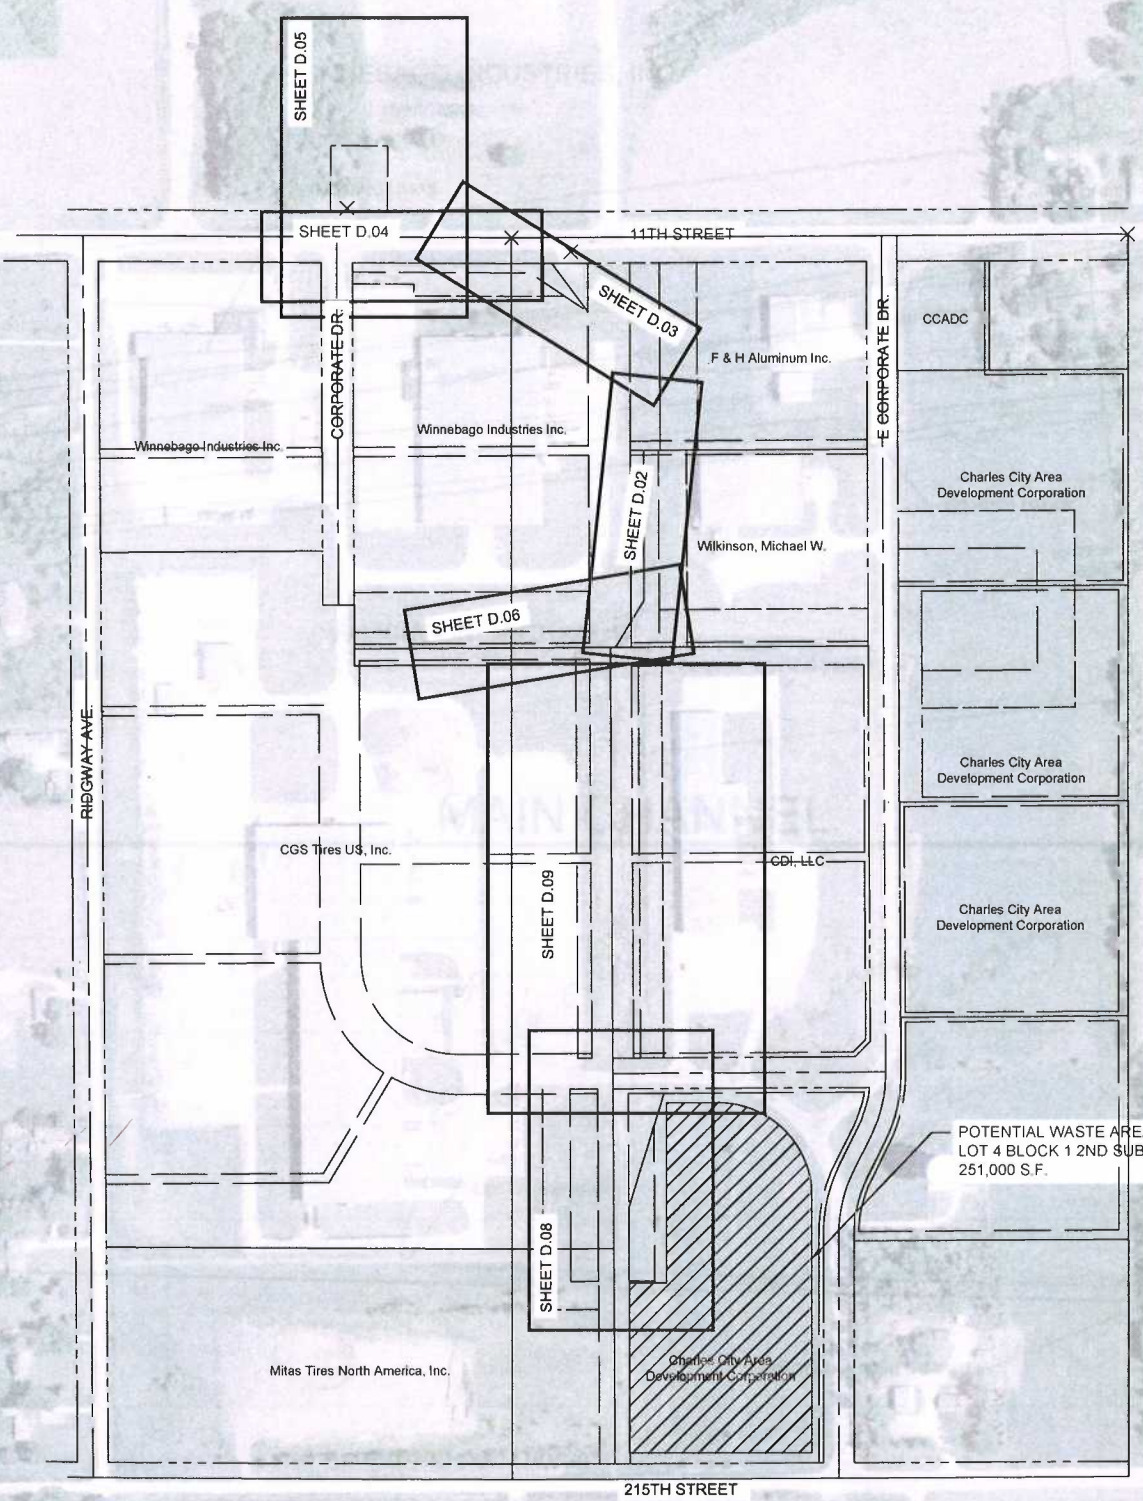 SHEET D.05
SHEET D.04
11TH STREET
SHEET D.03
CORPORATE DR.
E CORPORATE DR.
CCADC
F & H Aluminum Inc.
Winnebago Industries Inc.
Winnebago Industries Inc.
Charles City Area
Development Corporation
SHEET D.02
Wilkinson, Michael W.
SHEET D.06
RIDGWAY AVE.
Charles City Area
Development Corporation
MAIN CHANNEL
CGS Tires US, Inc.
CDI, LLC
SHEET D.09
Charles City Area
Development Corporation
POTENTIAL WASTE ARE
LOT 4 BLOCK 1 2ND SUB
251,000 S.F.
SHEET D.08
Mitas Tires North America, Inc.
Charles City Area
Development Corporation
215TH STREET